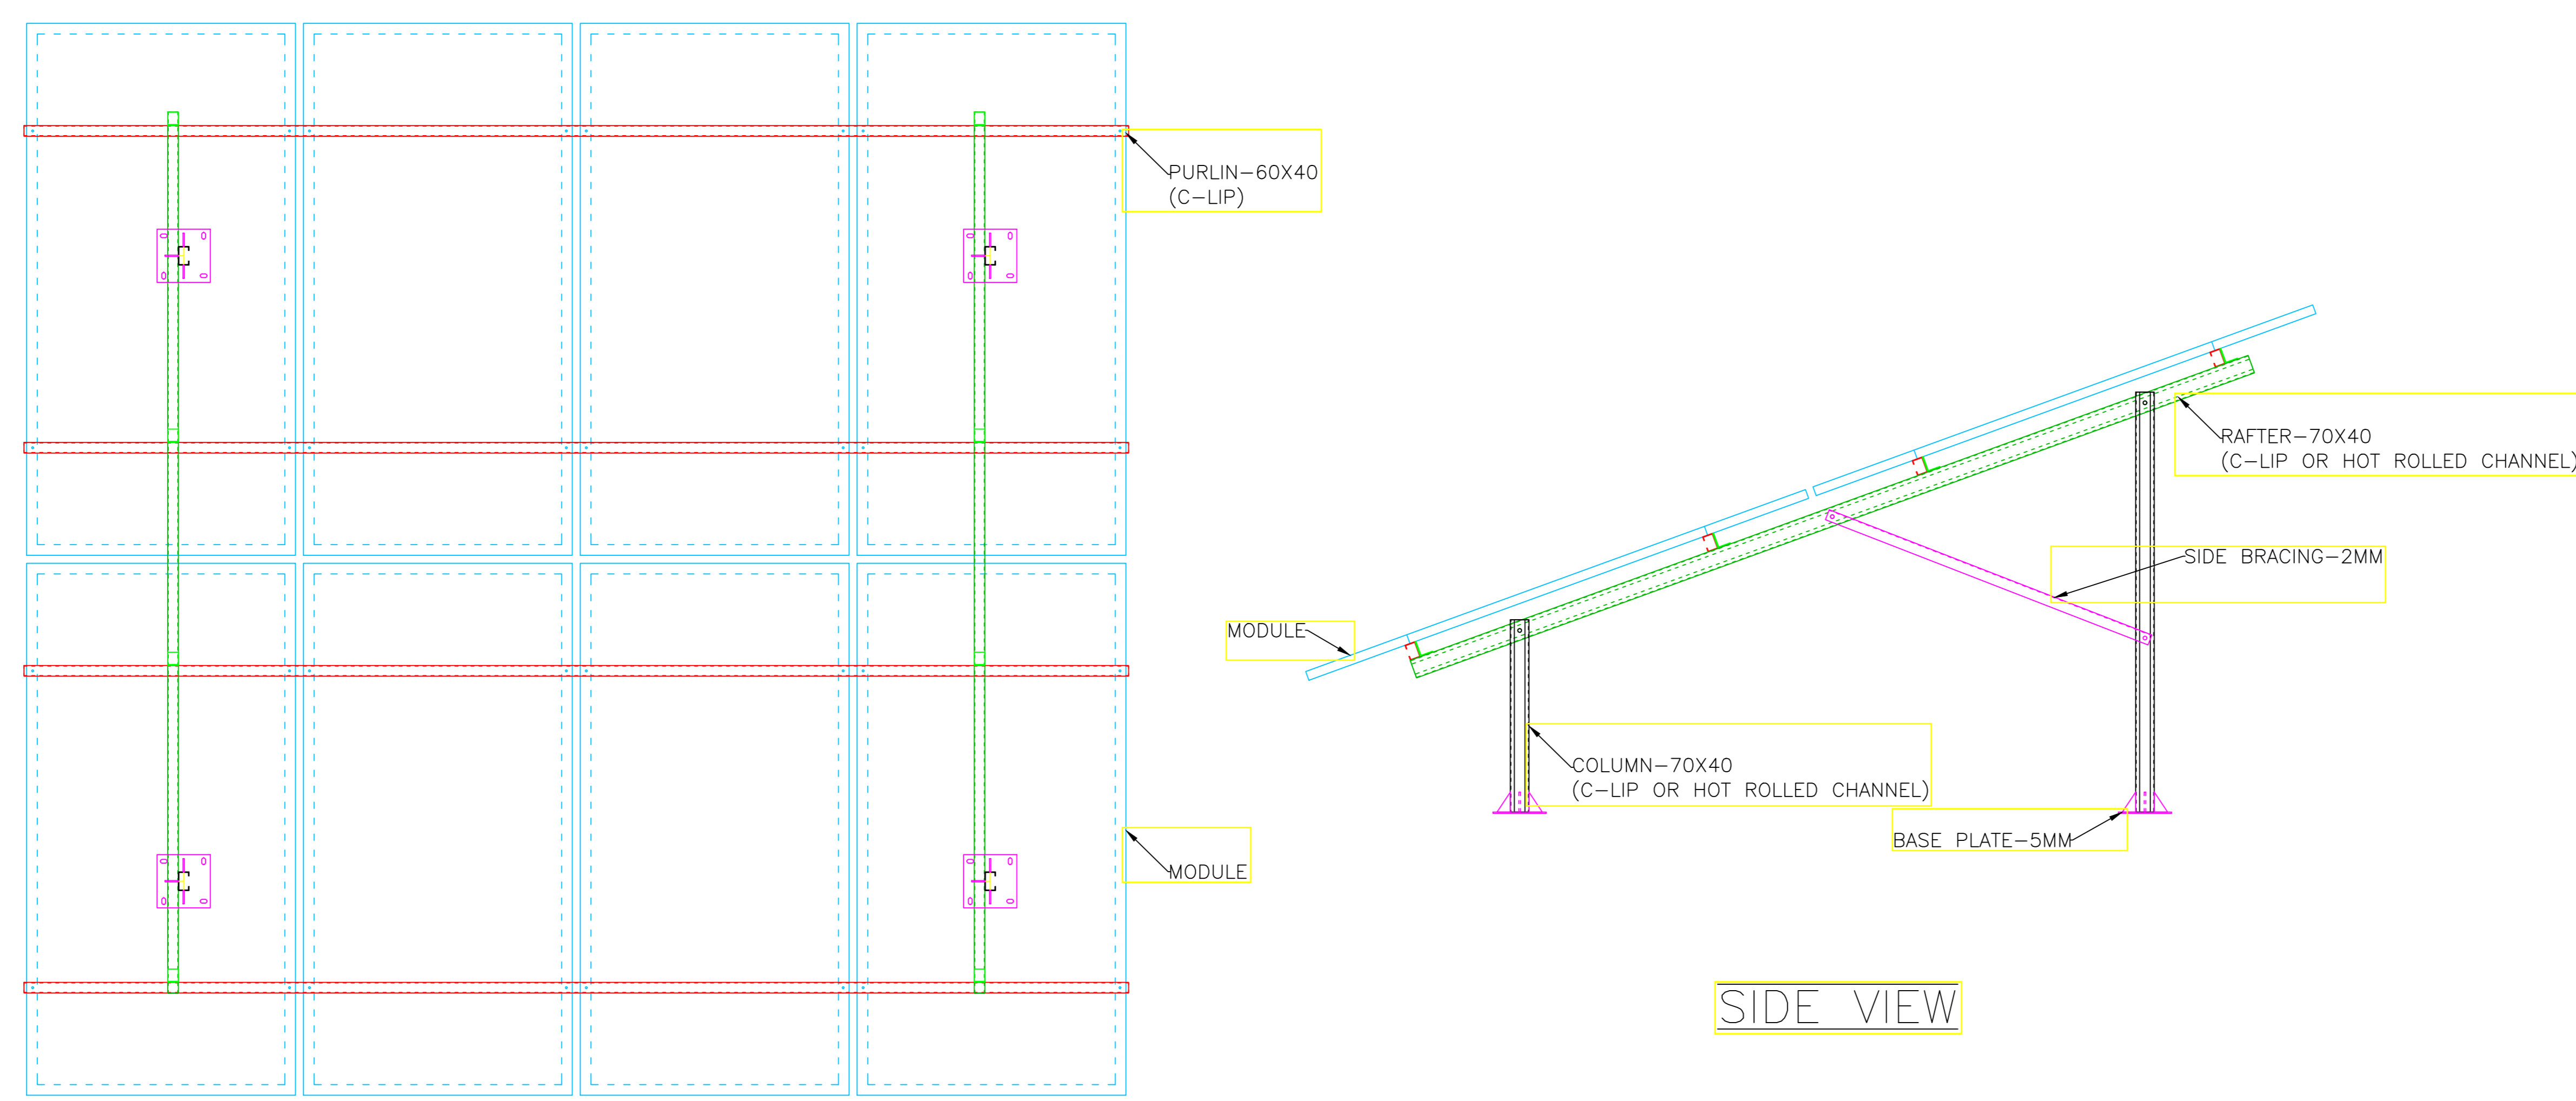 PURLIN-60X40
(C-LIP)
RAFTER-70X40
(C-LIP OR HOT ROLLED CHANNEL)
SIDE BRACING-2MM
MODULE
COLUMN-70X40
(C-LIP OR HOT ROLLED CHANNEL)
BASE PLATE-5MM
MODULE
SIDE VIEW